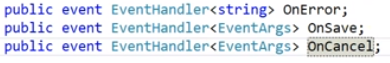 public event EventHandler<string> OnError;
public event EventHandler<EventArgs> OnSave;
public event EventHandler<EventArgs> OnCancel;